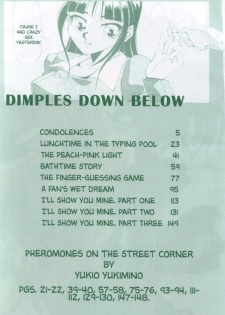 'CAUSE I
HAD CRAZY
SEX
YESTERDAY.
DIMPLES DOWN BELOW
CONDOLENCES 5
LUNCHTIME IN THE TYPING POOL 23
THE PEACH-PINK LIGHT 41
BATHTIME STORY 59
THE FINGER-GUESSING GAME 77
A FAN'S WET DREAM 95
I'LL SHOW YOU MINE, PART ONE 113
I'LL SHOW YOU MINE, PART TWO 131
I'LL SHOW YOU MINE, PART THREE 149
PHEROMONES ON THE STREET CORNER
BY
YUKIO YUKIMINO
PGS. 21-22, 39-40, 57-58, 75-76, 93-94, 111-
112, 129-130, 147-148.